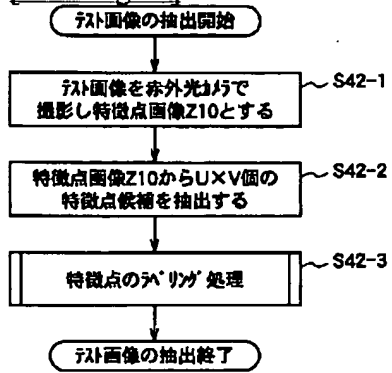 テスト画像の抽出開始
テスト画像を赤外光カメラで
撮影し特徴点画像Z10とする
S42-1
特徴点画像Z10からU×V個の
特徴点候補を抽出する
S42-2
特徴点のラベリング処理
S42-3
テスト画像の抽出終了